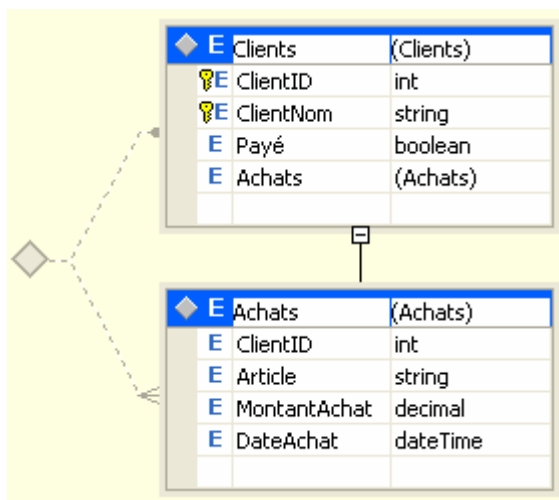 E Clients (Clients)
E ClientID int
E ClientNom string
E Payé boolean
E Achats (Achats)
E Achats (Achats)
E ClientID int
E Article string
E MontantAchat decimal
E DateAchat dateTime